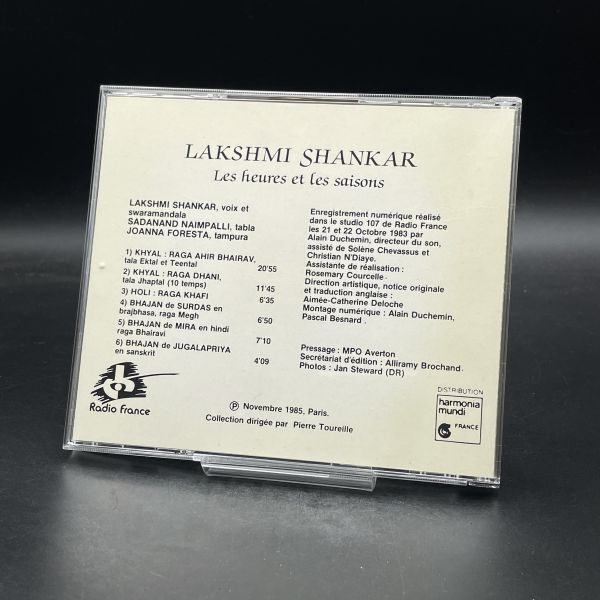 LAKSHMI SHANKAR
Les heures et les saisons
LAKSHMI SHANKAR, voix et
swaramandala
SADANAND NAIMPALLI, tabla
JOANNA FORESTA, tampura
1) KHYAL : RAGA AHIR BHAIRAV,
tala Ektal et Teental 20'55
2) KHYAL : RAGA DHANI,
tala Jhaptal (10 temps) 11'45
3) HOLI : RAGA KHAFI 6'35
4) BHAJAN de SURDAS en
brajbhasa, raga Megh 6'50
5) BHAJAN de MIRA en hindi
raga Bhairavi 7'10
6) BHAJAN de JUGALAPRIYA
en sanskrit 4'09
Radio France
Enregistrement numérique réalisé
dans le studio 107 de Radio France
les 21 et 22 Octobre 1983 par
Alain Duchemin, directeur du son,
assisté de Solène Chevassus et
Christian N'Diaye.
Assistante de réalisation :
Rosemary Courcelle.
Direction artistique, notice originale
et traduction anglaise :
Aimée-Catherine Deloche
Montage numérique : Alain Duchemin,
Pascal Besnard.
Pressage : MPO Averton
Secrétariat d'édition : Alliramy Brochand.
Photos : Jan Steward (DR)
℗ Novembre 1985, Paris.
Collection dirigée par Pierre Toureille
DISTRIBUTION
harmonia
mundi
FRANCE